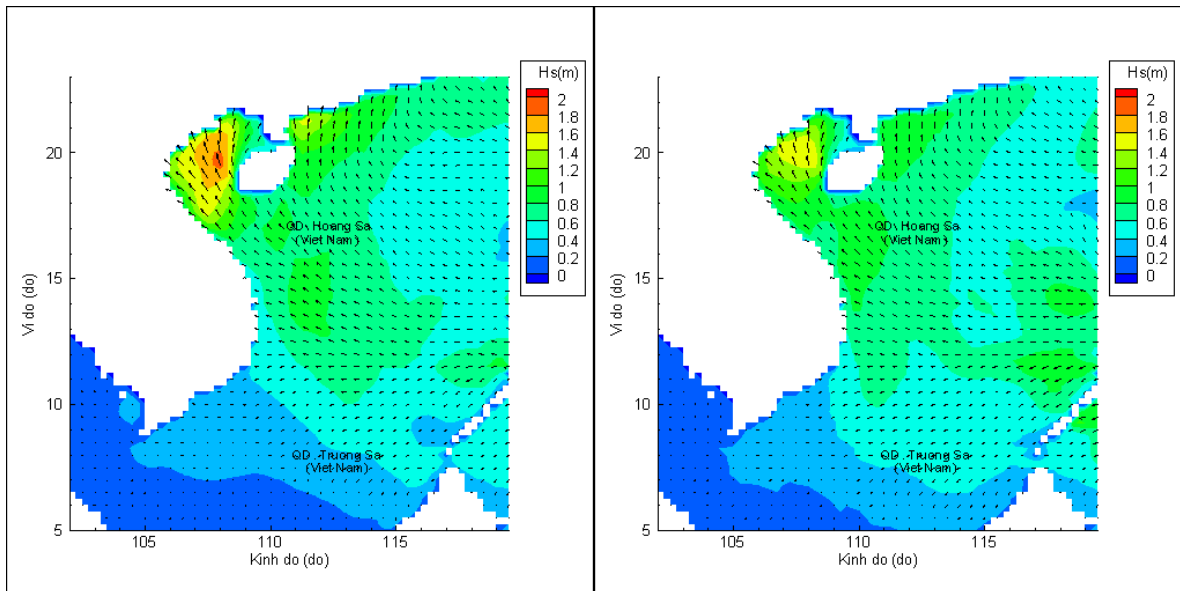 Hs(m)
2
1.8
1.6
1.4
1.2
1
0.8
0.6
0.4
0.2
0
20
15
10
5
Vi do (do)
QD. Hoang Sa
(Viet Nam)
QD. Truong Sa
(Viet Nam)
105
110
115
Kinh do (do)
Hs(m)
2
1.8
1.6
1.4
1.2
1
0.8
0.6
0.4
0.2
0
20
15
10
5
Vi do (do)
QD. Hoang Sa
(Viet Nam)
QD. Truong Sa
(Viet Nam)
105
110
115
Kinh do (do)